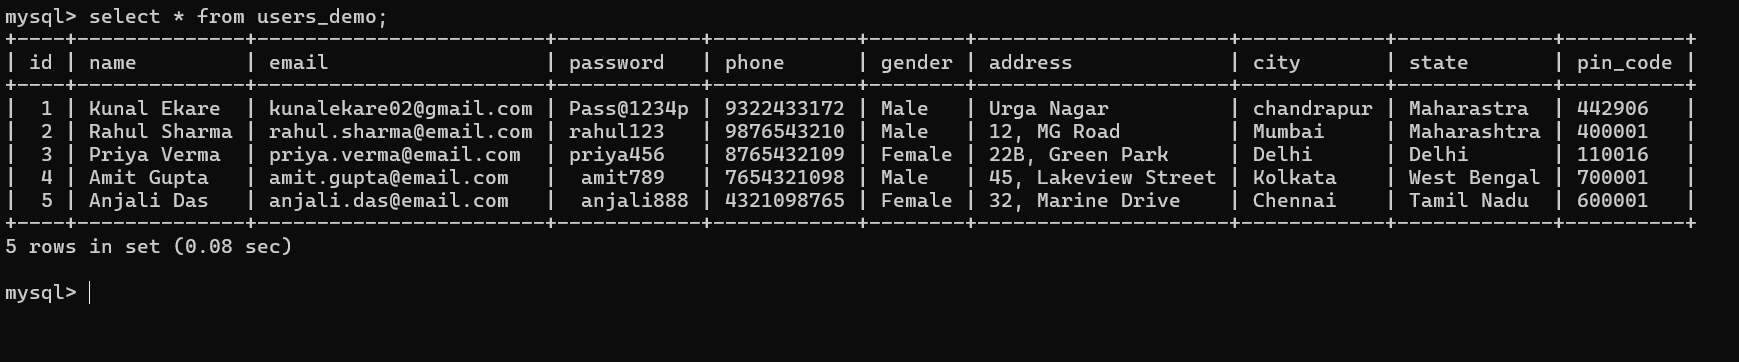 mysql> select * from users_demo;
+----+--------------+------------------------+------------+------------+--------+---------------------+------------+-------------+----------+
| id | name         | email                  | password   | phone      | gender | address             | city       | state       | pin_code |
+----+--------------+------------------------+------------+------------+--------+---------------------+------------+-------------+----------+
|  1 | Kunal Ekare  | kunalekare02@gmail.com | Pass@1234p | 9322433172 | Male   | Urga Nagar          | chandrapur | Maharastra  | 442906   |
|  2 | Rahul Sharma | rahul.sharma@email.com | rahul123   | 9876543210 | Male   | 12, MG Road         | Mumbai     | Maharashtra | 400001   |
|  3 | Priya Verma  | priya.verma@email.com  | priya456   | 8765432109 | Female | 22B, Green Park     | Delhi      | Delhi       | 110016   |
|  4 | Amit Gupta   | amit.gupta@email.com   |  amit789   | 7654321098 | Male   | 45, Lakeview Street | Kolkata    | West Bengal | 700001   |
|  5 | Anjali Das   | anjali.das@email.com   |  anjali888 | 4321098765 | Female | 32, Marine Drive    | Chennai    | Tamil Nadu  | 600001   |
+----+--------------+------------------------+------------+------------+--------+---------------------+------------+-------------+----------+
5 rows in set (0.08 sec)
mysql>